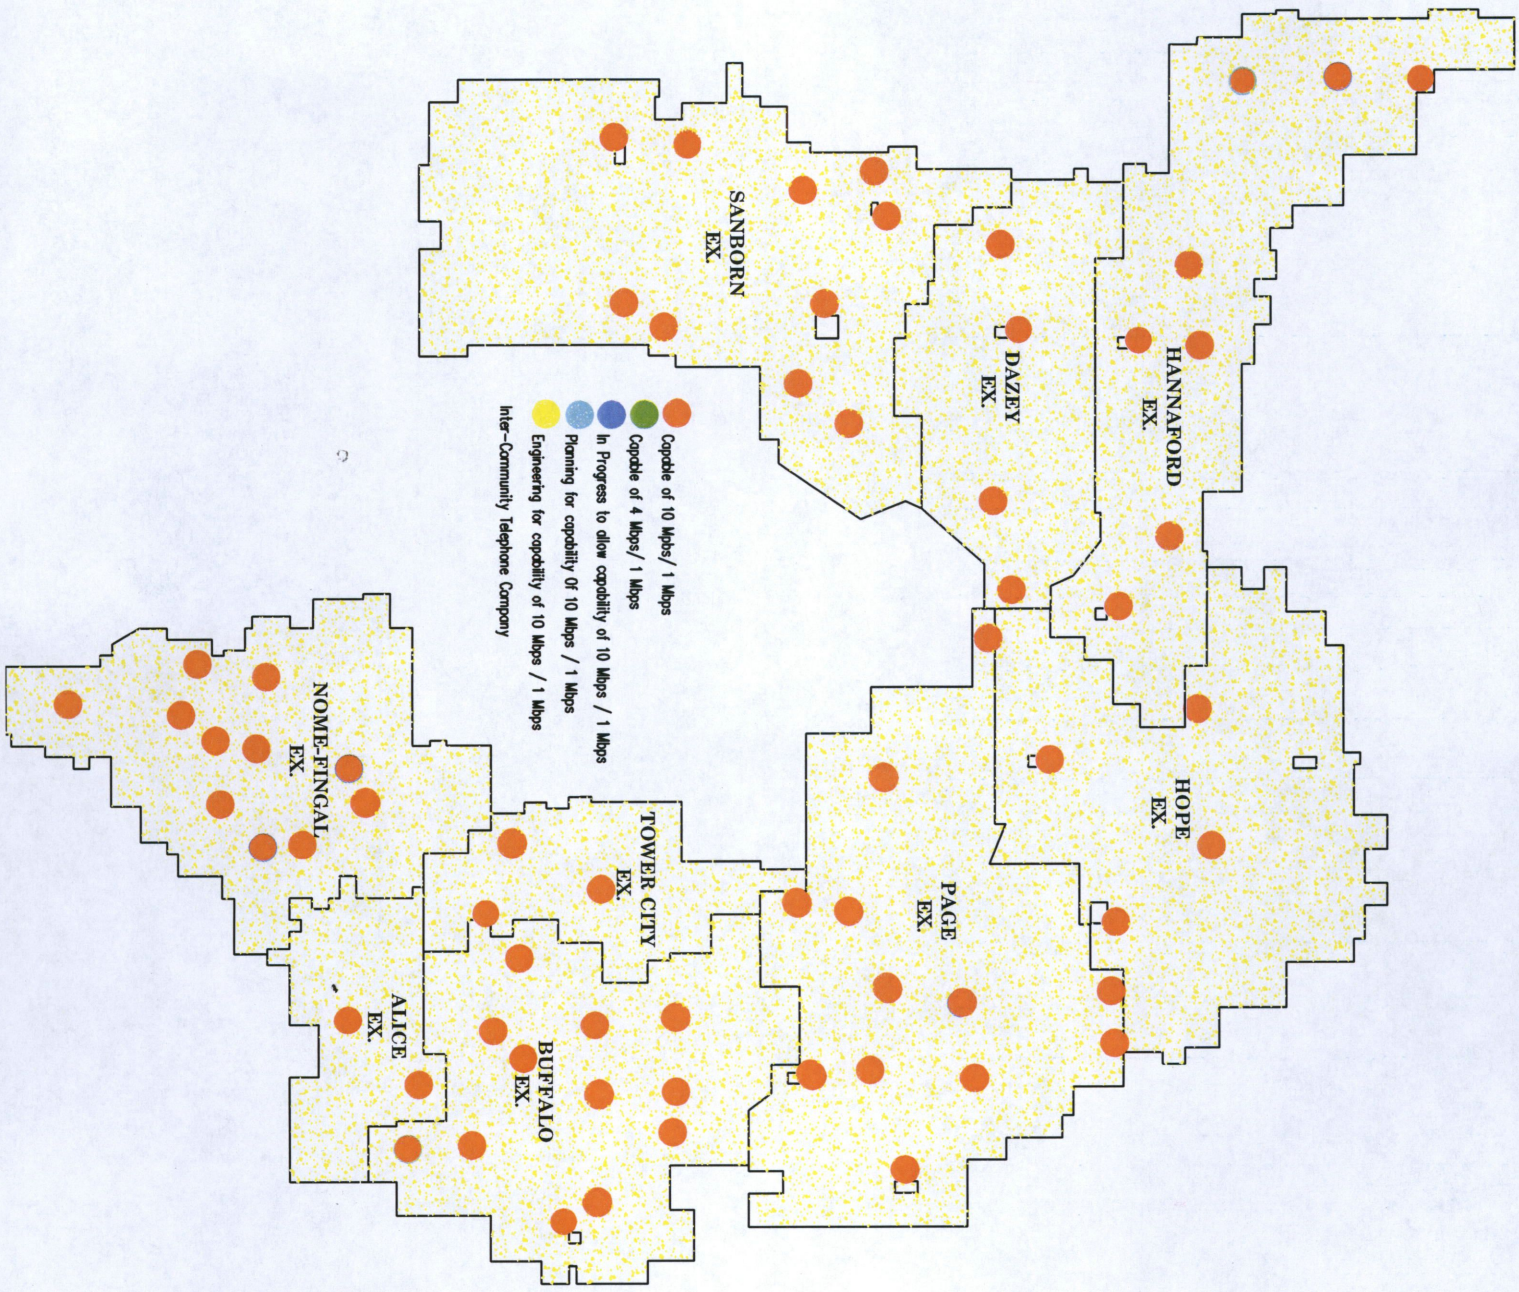 HANNAFORD
EX.
DAZEY
EX.
SANBORN
EX.
HOPE
EX.
PAGE
EX.
TOWER CITY
EX.
BUFFALO
EX.
ALICE
EX.
NOME-FINGAL
EX.
Capable of 10 Mpbs/ 1 Mbps
Capable of 4 Mbps/ 1 Mbps
In Progress to allow capability of 10 Mbps / 1 Mbps
Planning for capability Of 10 Mbps / 1 Mbps
Engineering for capability of 10 Mbps / 1 Mbps
Inter-Community Telephone Company